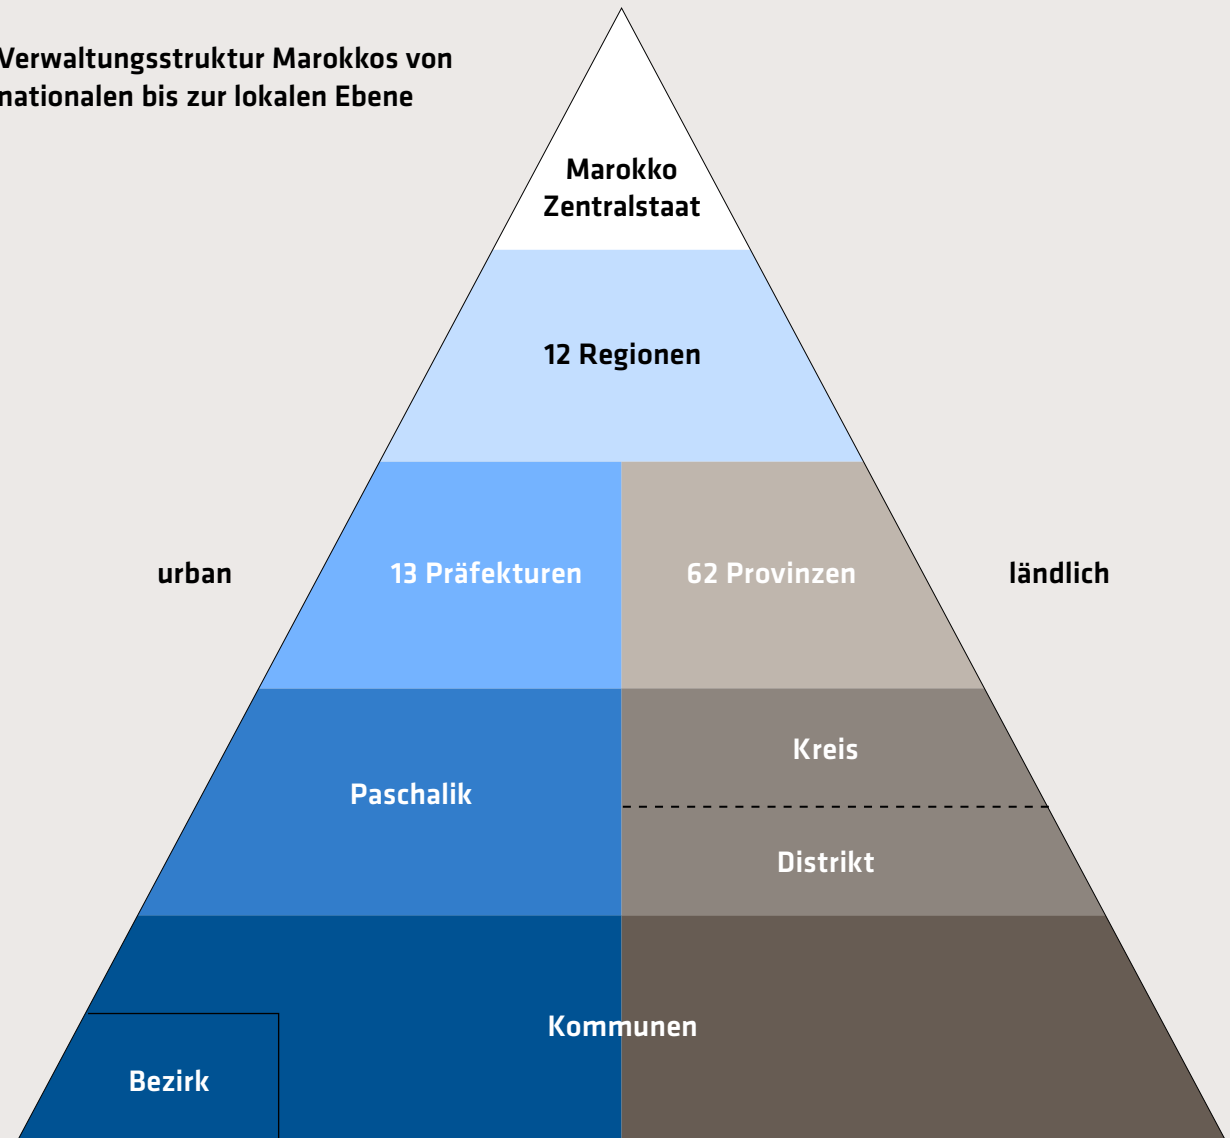 Verwaltungsstruktur Marokkos von
nationalen bis zur lokalen Ebene
Marokko
Zentralstaat
12 Regionen
urban
13 Präfekturen
62 Provinzen
ländlich
Kreis
Paschalik
Distrikt
Kommunen
Bezirk